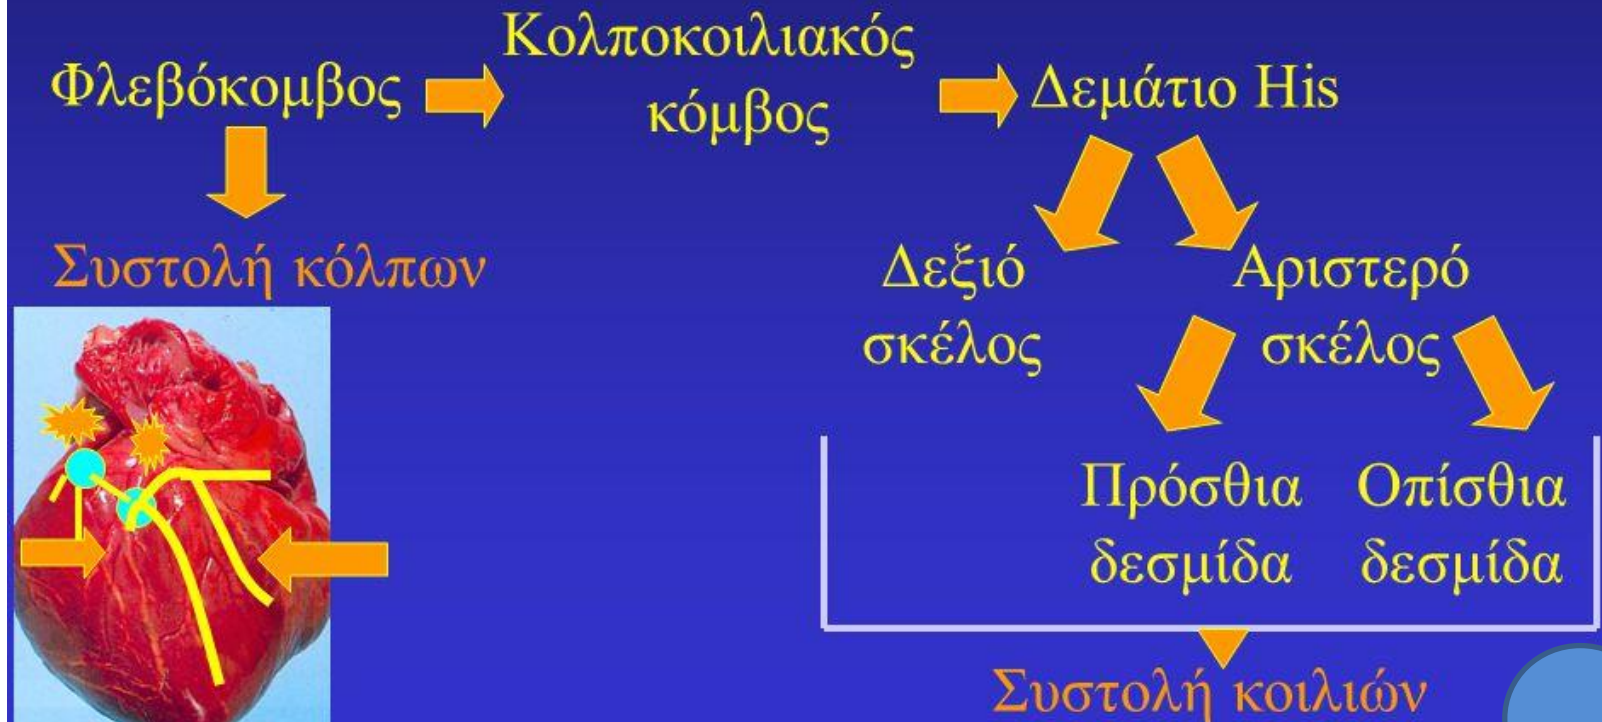 Φλεβόκομβος
Κολποκοιλιακός
κόμβος
Δεμάτιο His
Συστολή κόλπων
Δεξιό
σκέλος
Αριστερό
σκέλος
Πρόσθια
δεσμίδα
Οπίσθια
δεσμίδα
Συστολή κοιλιών